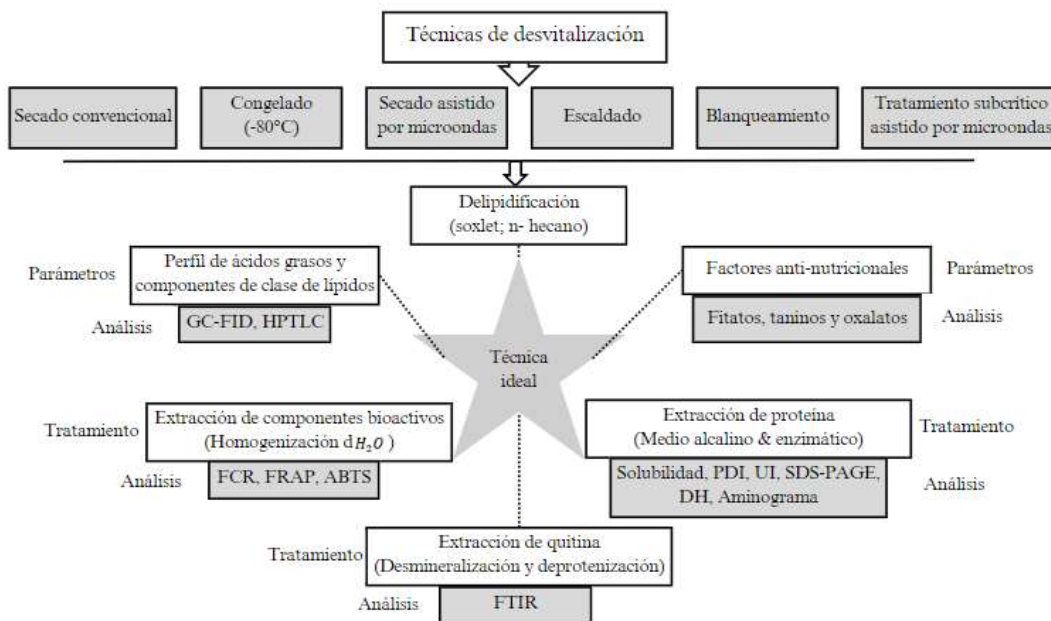 Técnicas de desvitalización
Secado convencional
Congelado
(-80°C)
Secado asistido
por microondas
Escaldado
Blanqueamiento
Tratamiento subcrítico
asistido por microondas
Delipidificación
(soxlet; n- hecano)
Parámetros
Perfil de ácidos grasos y
componentes de clase de lípidos
Análisis
GC-FID, HPTLC
Factores anti-nutricionales
Parámetros
Fitatos, taninos y oxalatos
Análisis
Técnica
ideal
Tratamiento
Extracción de componentes bioactivos
(Homogenización dH₂O )
Análisis
FCR, FRAP, ABTS
Extracción de proteína
(Medio alcalino & enzimático)
Tratamiento
Solubilidad, PDI, UI, SDS-PAGE,
DH, Aminograma
Análisis
Tratamiento
Extracción de quitina
(Desmineralización y deprotenización)
Análisis
FTIR